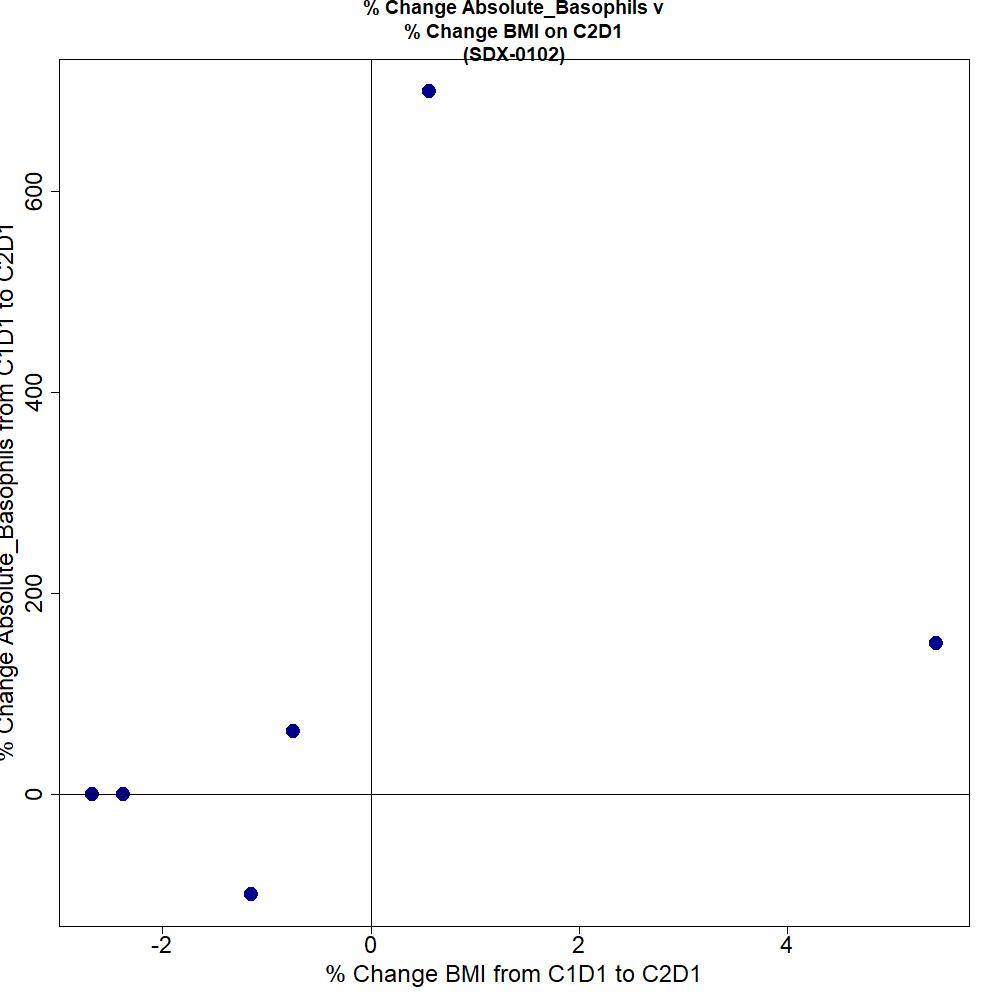 % Change Absolute_Basophils v
% Change BMI on C2D1
(SDX-0102)
% Change Absolute_Basophils from C1D1 to C2D1
600
400
200
0
-2
0
2
4
% Change BMI from C1D1 to C2D1